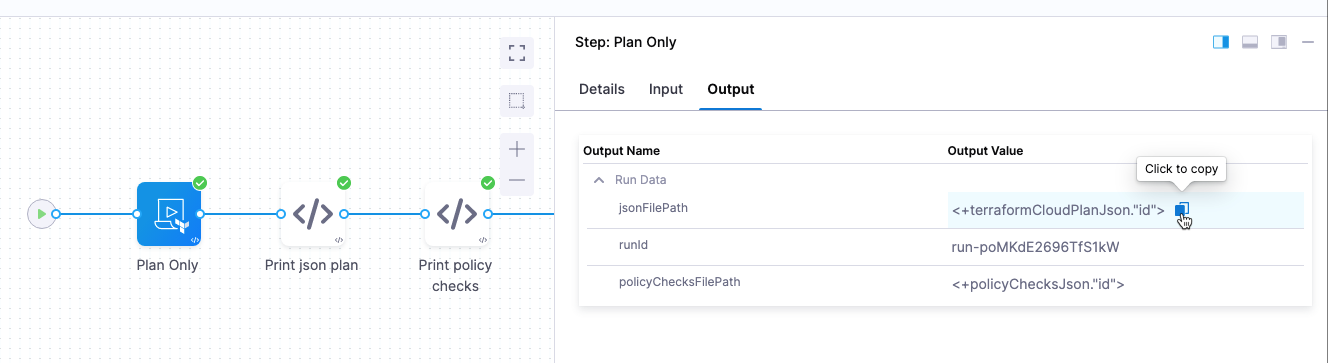 Step: Plan Only
Details Input Output
Output Name Output Value
Click to copy
Run Data
jsonFilePath <+terraformCloudPlanJson."id">
runId run-poMKdE2696TfS1kW
policyChecksFilePath <+policyChecksJson."id">
</>
</>
</>
</>
</>
Plan Only
Print json plan
Print policy
checks